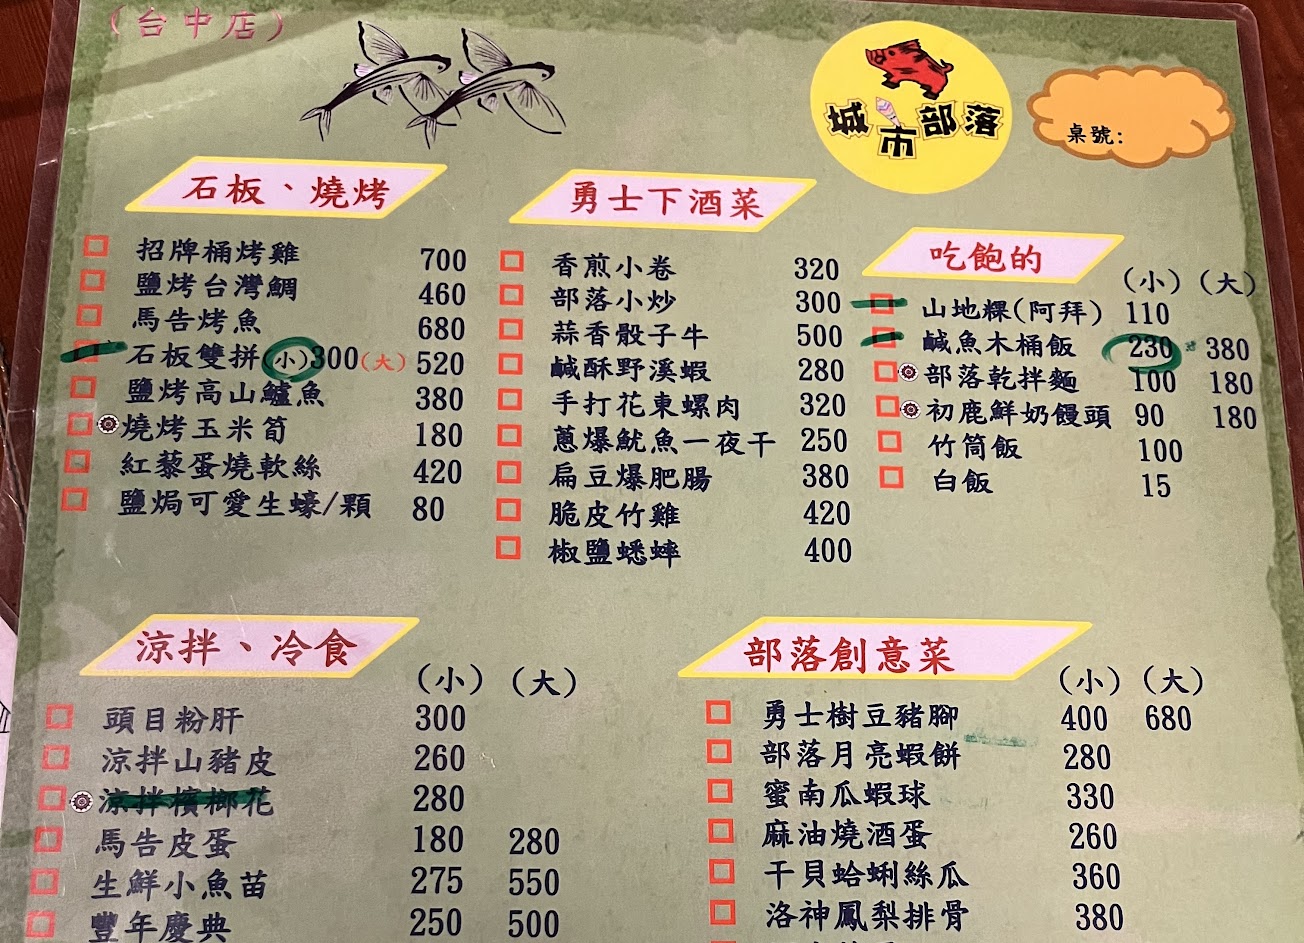 (台中店)
城市部落
桌號:
石板、燒烤
招牌桶烤雞 700
鹽烤台灣鯛 460
馬告烤魚 680
石板雙拼(小)300(大) 520
鹽烤高山鱸魚 380
燒烤玉米筍 180
紅藜蛋燒軟絲 420
鹽焗可愛生蠔/顆 80
勇士下酒菜
香煎小卷 320
部落小炒 300
蒜香骰子牛 500
鹹酥野溪蝦 280
手打花東螺肉 320
蔥爆魷魚一夜干 250
扁豆爆肥腸 380
脆皮竹雞 420
椒鹽蟋蟀 400
吃飽的
(小) (大)
山地粿(阿拜) 110
鹹魚木桶飯 230 380
部落乾拌麵 100 180
初鹿鮮奶饅頭 90 180
竹筒飯 100
白飯 15
涼拌、冷食
(小) (大)
頭目粉肝 300
涼拌山豬皮 260
涼拌檳榔花 280
馬告皮蛋 180 280
生鮮小魚苗 275 550
豐年慶典 250 500
部落創意菜
(小) (大)
勇士樹豆豬腳 400 680
部落月亮蝦餅 280
蜜南瓜蝦球 330
麻油燒酒蛋 260
干貝蛤蜊絲瓜 360
洛神鳳梨排骨 380